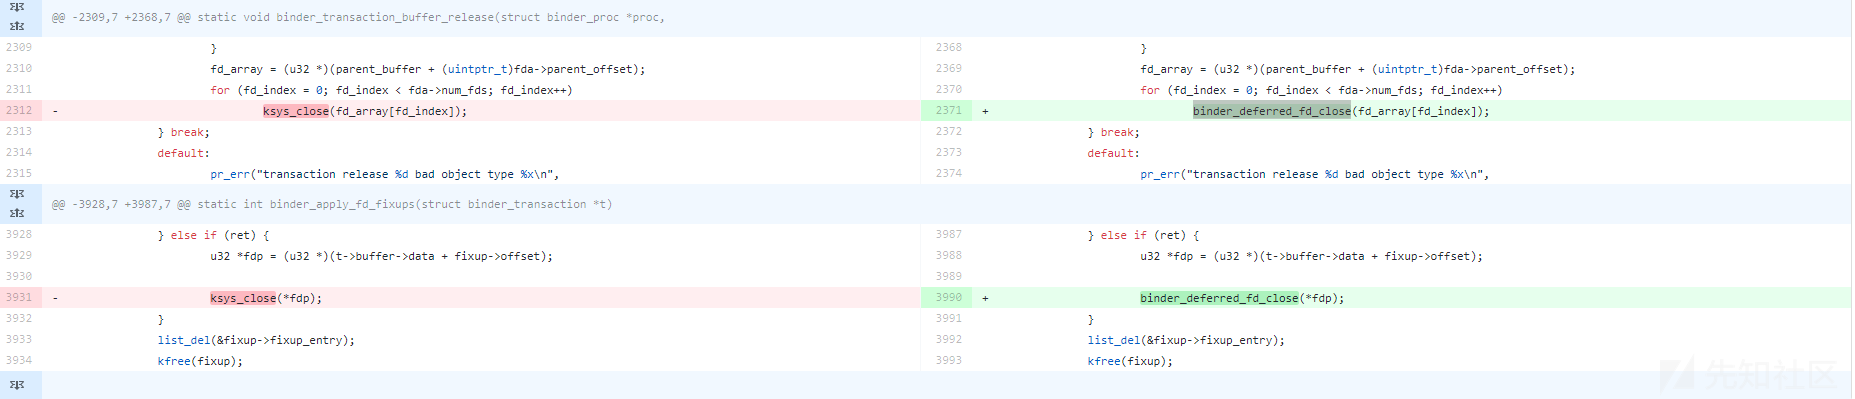 @@ -2309,7 +2368,7 @@ static void binder_transaction_buffer_release(struct binder_proc *proc,
2309 } 2368 }
2310 fd_array = (u32 *)(parent_buffer + (uintptr_t)fda->parent_offset); 2369 fd_array = (u32 *)(parent_buffer + (uintptr_t)fda->parent_offset);
2311 for (fd_index = 0; fd_index < fda->num_fds; fd_index++) 2370 for (fd_index = 0; fd_index < fda->num_fds; fd_index++)
2312 - ksys_close(fd_array[fd_index]); 2371 + binder_deferred_fd_close(fd_array[fd_index]);
2313 } break; 2372 } break;
2314 default: 2373 default:
2315 pr_err("transaction release %d bad object type %x\n", 2374 pr_err("transaction release %d bad object type %x\n",
@@ -3928,7 +3987,7 @@ static int binder_apply_fd_fixups(struct binder_transaction *t)
3928 } else if (ret) { 3987 } else if (ret) {
3929 u32 *fdp = (u32 *)(t->buffer->data + fixup->offset); 3988 u32 *fdp = (u32 *)(t->buffer->data + fixup->offset);
3930 3989
3931 - ksys_close(*fdp); 3990 + binder_deferred_fd_close(*fdp);
3932 } 3991 }
3933 list_del(&fixup->fixup_entry); 3992 list_del(&fixup->fixup_entry);
3934 kfree(fixup); 3993 kfree(fixup);
先知社区